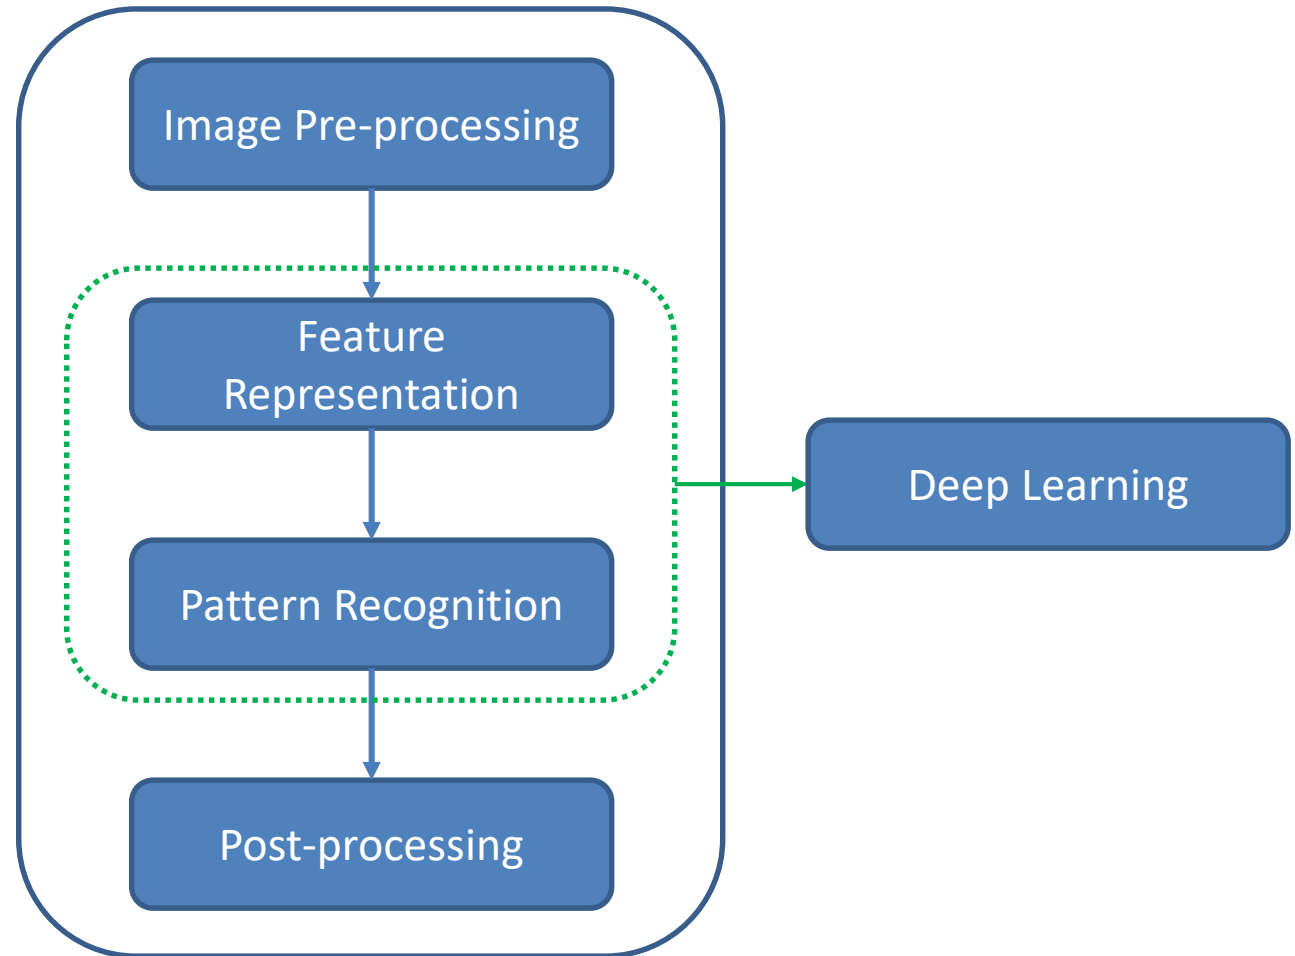 Image Pre-processing
Feature
Representation
Deep Learning
Pattern Recognition
Post-processing